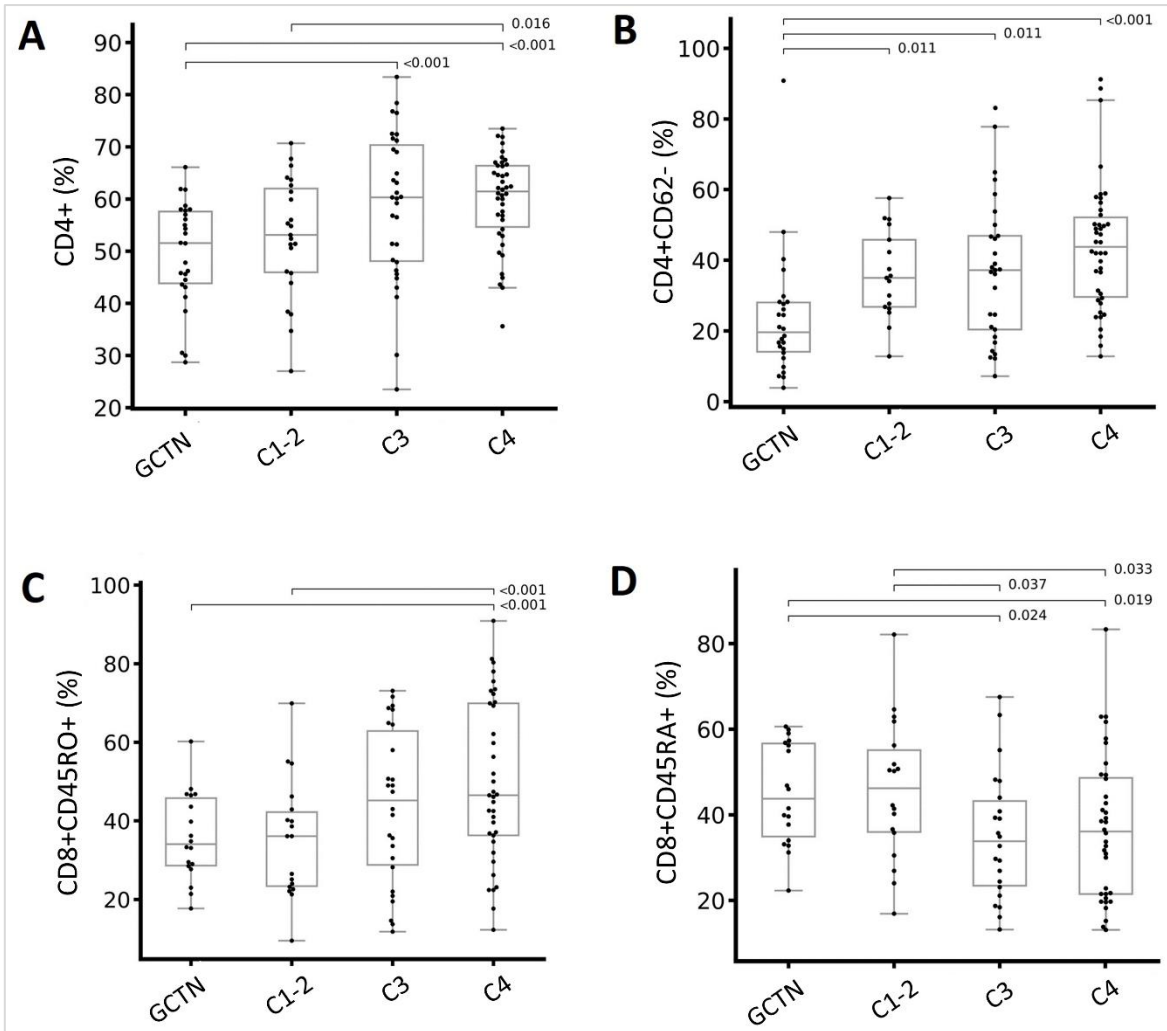 A
CD4+ (%)
90
80
70
60
50
40
30
20
0.016
<0.001
<0.001
GCTN
C1-2
C3
C4
B
CD4+CD62- (%)
100
80
60
40
20
0
<0.001
0.011
0.011
GCTN
C1-2
C3
C4
C
CD8+CD45RO+ (%)
100
80
60
40
20
<0.001
<0.001
GCTN
C1-2
C3
C4
D
CD8+CD45RA+ (%)
80
60
40
20
0.033
0.037
0.019
0.024
GCTN
C1-2
C3
C4